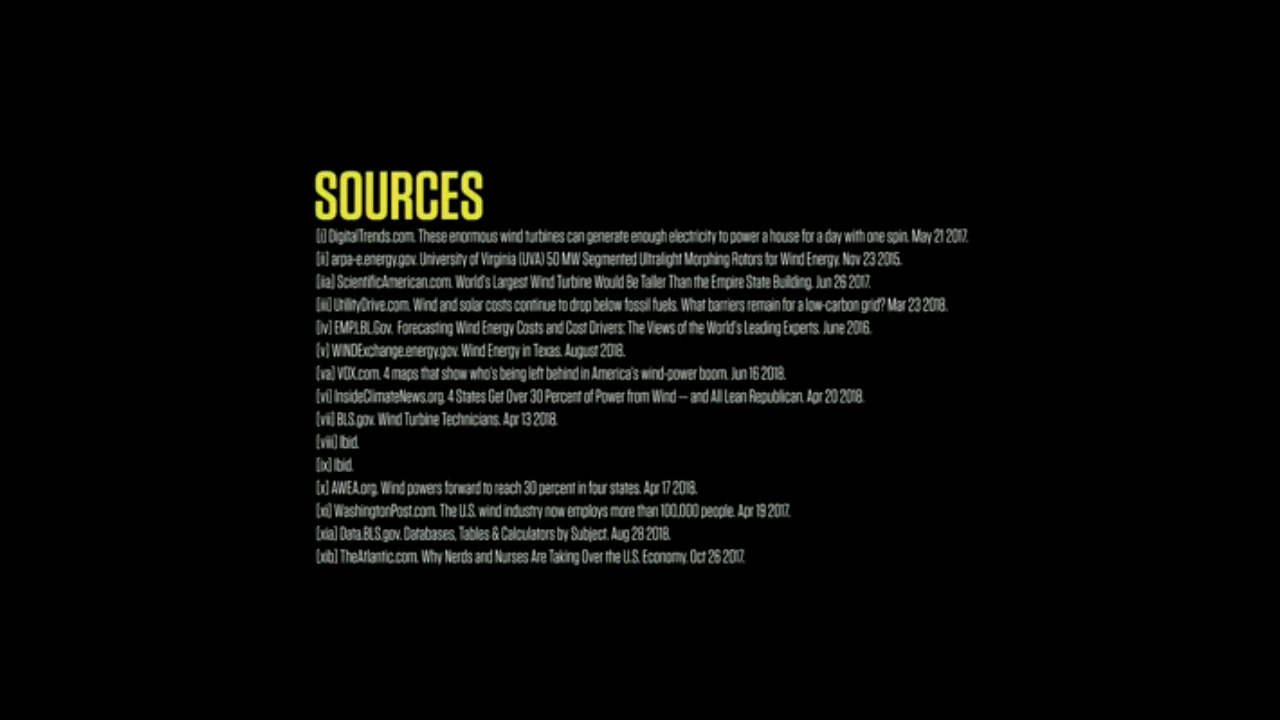 SOURCES
[i] DigitalTrends.com. These enormous wind turbines can generate enough electricity to power a house for a day with one spin. May 21 2017.
[ii] arpa-e.energy.gov. University of Virginia (UVA) 50 MW Segmented Ultralight Morphing Rotors for Wind Energy. Nov 23 2015.
[iia] ScientificAmerican.com. World's Largest Wind Turbine Would Be Taller Than the Empire State Building. Jun 26 2017.
[iii] UtilityDrive.com. Wind and solar costs continue to drop below fossil fuels. What barriers remain for a low-carbon grid? Mar 23 2018.
[iv] EMP.LBL.Gov. Forecasting Wind Energy Costs and Cost Drivers: The Views of the World's Leading Experts. June 2016.
[v] WINDExchange.energy.gov. Wind Energy in Texas. August 2018.
[va] VOX.com. 4 maps that show who's being left behind in America's wind-power boom. Jun 16 2018.
[vi] InsideClimateNews.org. 4 States Get Over 30 Percent of Power from Wind — and All Lean Republican. Apr 20 2018.
[vii] BLS.gov. Wind Turbine Technicians. Apr 13 2018.
[viii] Ibid.
[ix] Ibid.
[x] AWEA.org. Wind powers forward to reach 30 percent in four states. Apr 17 2018.
[xi] WashingtonPost.com. The U.S. wind industry now employs more than 100,000 people. Apr 19 2017.
[xia] Data.BLS.gov. Databases, Tables & Calculators by Subject. Aug 28 2018.
[xib] TheAtlantic.com. Why Nerds and Nurses Are Taking Over the U.S. Economy. Oct 26 2017.